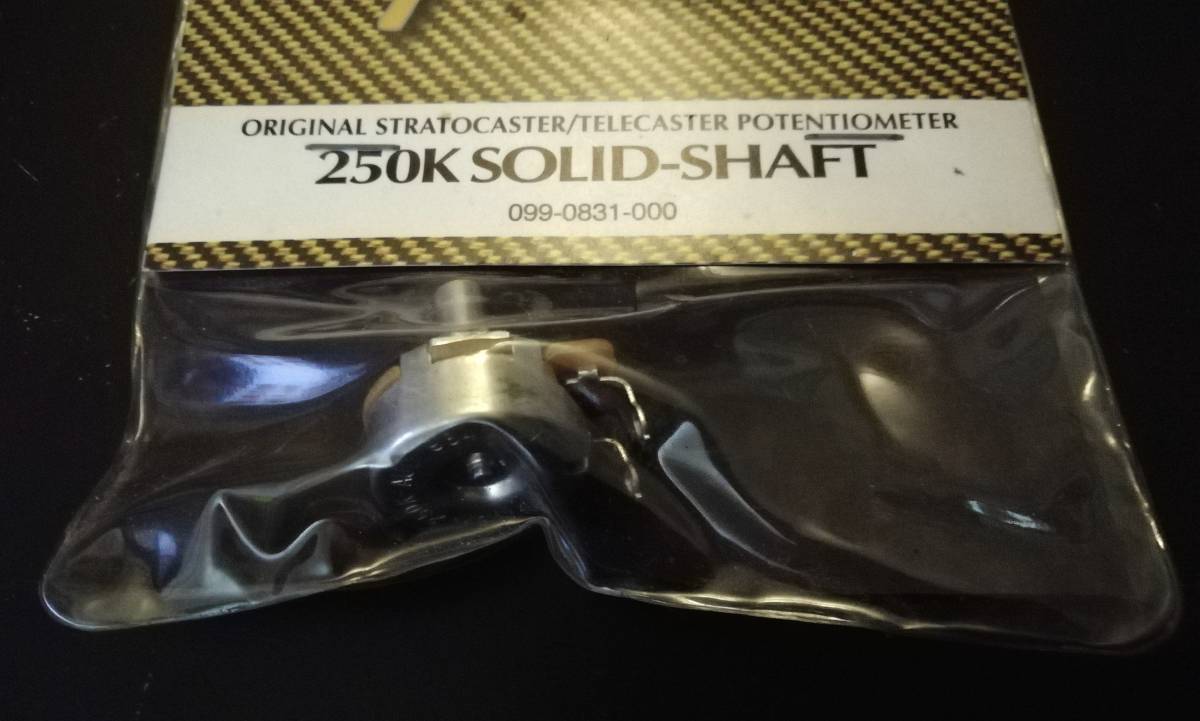 ORIGINAL STRATOCASTER/TELECASTER POTENTIOMETER
250K SOLID-SHAFT
099-0831-000